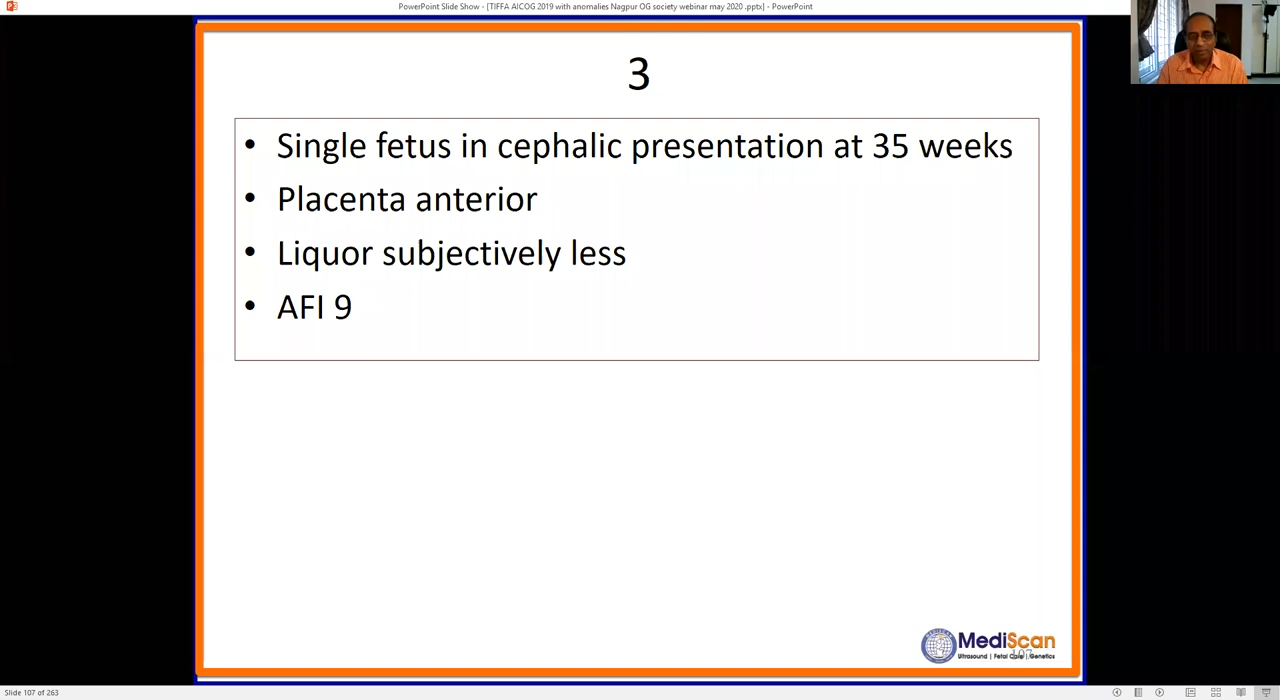 PowerPoint Slide Show - [TIFFA AICOG 2019 with anomalies Nagpur OG society webinar may 2020 .pptx] - PowerPoint
3
• Single fetus in cephalic presentation at 35 weeks
• Placenta anterior
• Liquor subjectively less
• AFI 9
MediScan
Ultrasound | Fetal Care | Genetics
107
Slide 107 of 263